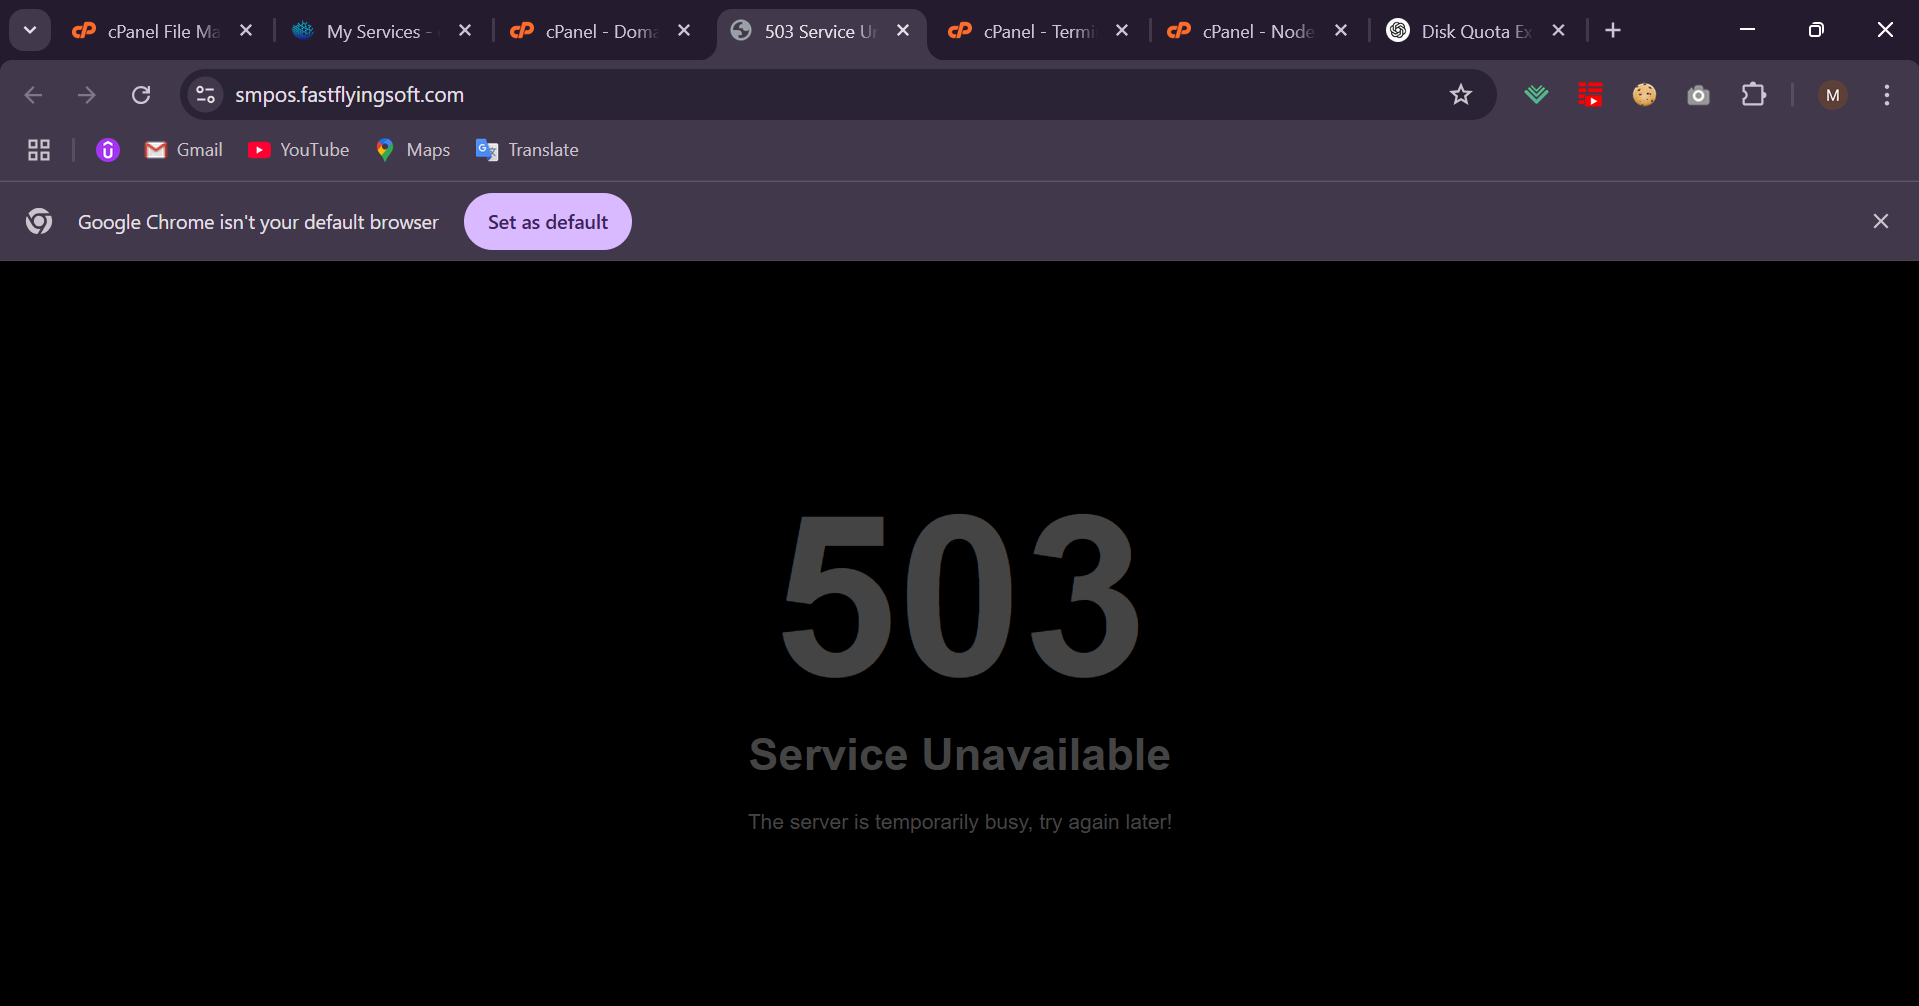 cPanel File Ma
My Services -
cPanel - Doma
503 Service Un
cPanel - Termi
cPanel - Node
Disk Quota Ex
smpos.fastflyingsoft.com
M
Gmail
YouTube
Maps
Translate
Google Chrome isn't your default browser
Set as default
503
Service Unavailable
The server is temporarily busy, try again later!